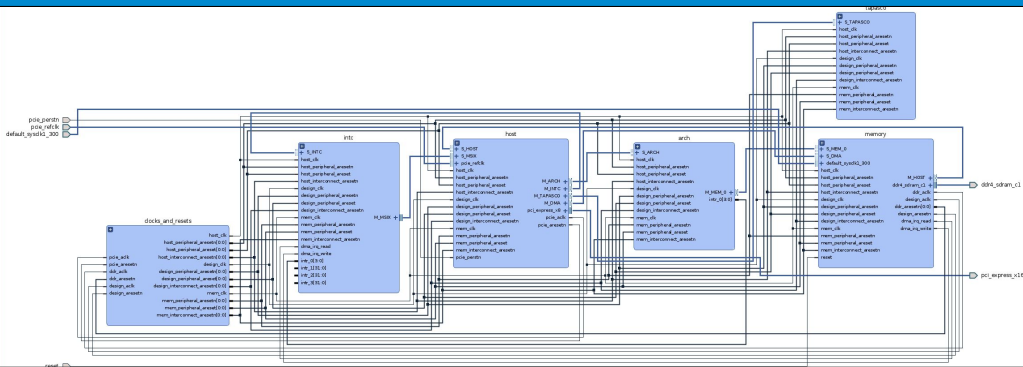 Tapasco
S_TAPASCO
host_clk
host_peripheral_aresetn
host_peripheral_areset
host_interconnect_aresetn
design_clk
design_peripheral_aresetn
design_peripheral_areset
design_interconnect_aresetn
mem_clk
mem_peripheral_aresetn
mem_peripheral_areset
mem_interconnect_aresetn
pcie_perstn
pcie_refclk
default_sysclk1_300
intc
S_INTC
host_clk
host_peripheral_aresetn
host_peripheral_areset
host_interconnect_aresetn
design_clk
design_peripheral_aresetn
design_peripheral_areset
design_interconnect_aresetn
mem_clk
mem_peripheral_aresetn
mem_peripheral_areset
mem_interconnect_aresetn
dma_irq_read
dma_irq_write
intr_0[3:0]
intr_1[31:0]
intr_2[31:0]
intr_3[31:0]
M_MSIX
host
S_HOST
S_MSIX
pcie_refclk
host_clk
host_peripheral_aresetn
host_peripheral_areset
host_interconnect_aresetn
design_clk
design_peripheral_aresetn
design_peripheral_areset
design_interconnect_aresetn
mem_clk
mem_peripheral_aresetn
mem_peripheral_areset
mem_interconnect_aresetn
pcie_perstn
M_ARCH
M_INTC
M_TAPASCO
M_DMA
pci_express_x16
pcie_aclk
pcie_aresetn
arch
S_ARCH
host_clk
host_peripheral_aresetn
host_peripheral_areset
host_interconnect_aresetn
design_clk
design_peripheral_aresetn
design_peripheral_areset
design_interconnect_aresetn
mem_clk
mem_peripheral_aresetn
mem_peripheral_areset
mem_interconnect_aresetn
M_MEM_0
intr_0[3:0]
memory
S_MEM_0
S_DMA
default_sysclk1_300
host_clk
host_peripheral_aresetn
host_peripheral_areset
host_interconnect_aresetn
design_clk
design_peripheral_aresetn
design_peripheral_areset
design_interconnect_aresetn
mem_clk
mem_peripheral_aresetn
mem_peripheral_areset
mem_interconnect_aresetn
reset
M_HOST
ddr4_sdram_c1
ddr_aclk
ddr_aresetn[0:0]
design_aresetn
dma_irq_read
dma_irq_write
ddr4_sdram_c1
pci_express_x16
clocks_and_resets
pcie_aclk
pcie_aresetn
ddr_aclk
ddr_aresetn
design_aclk
design_aresetn
host_clk
host_peripheral_aresetn[0:0]
host_peripheral_areset[0:0]
host_interconnect_aresetn[0:0]
design_clk
design_peripheral_aresetn[0:0]
design_peripheral_areset[0:0]
design_interconnect_aresetn[0:0]
mem_clk
mem_peripheral_aresetn[0:0]
mem_peripheral_areset[0:0]
mem_interconnect_aresetn[0:0]
reset